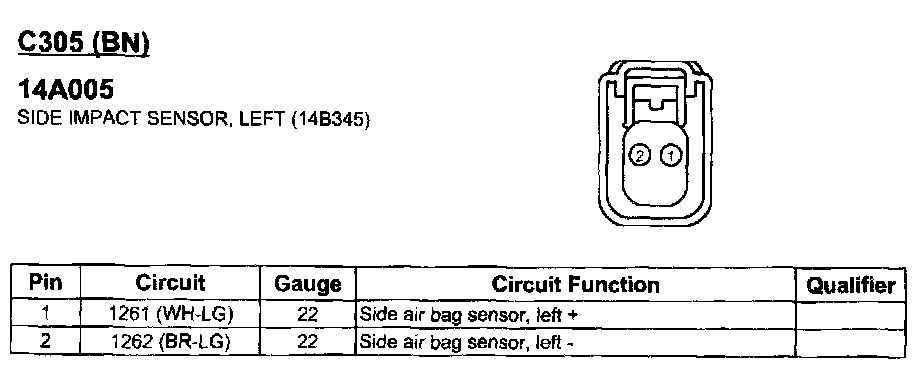 C305 (BN)
14A005
SIDE IMPACT SENSOR, LEFT (14B345)
2 1
Pin Circuit Gauge Circuit Function Qualifier
1 1261 (WH-LG) 22 Side air bag sensor, left +
2 1262 (BR-LG) 22 Side air bag sensor, left -